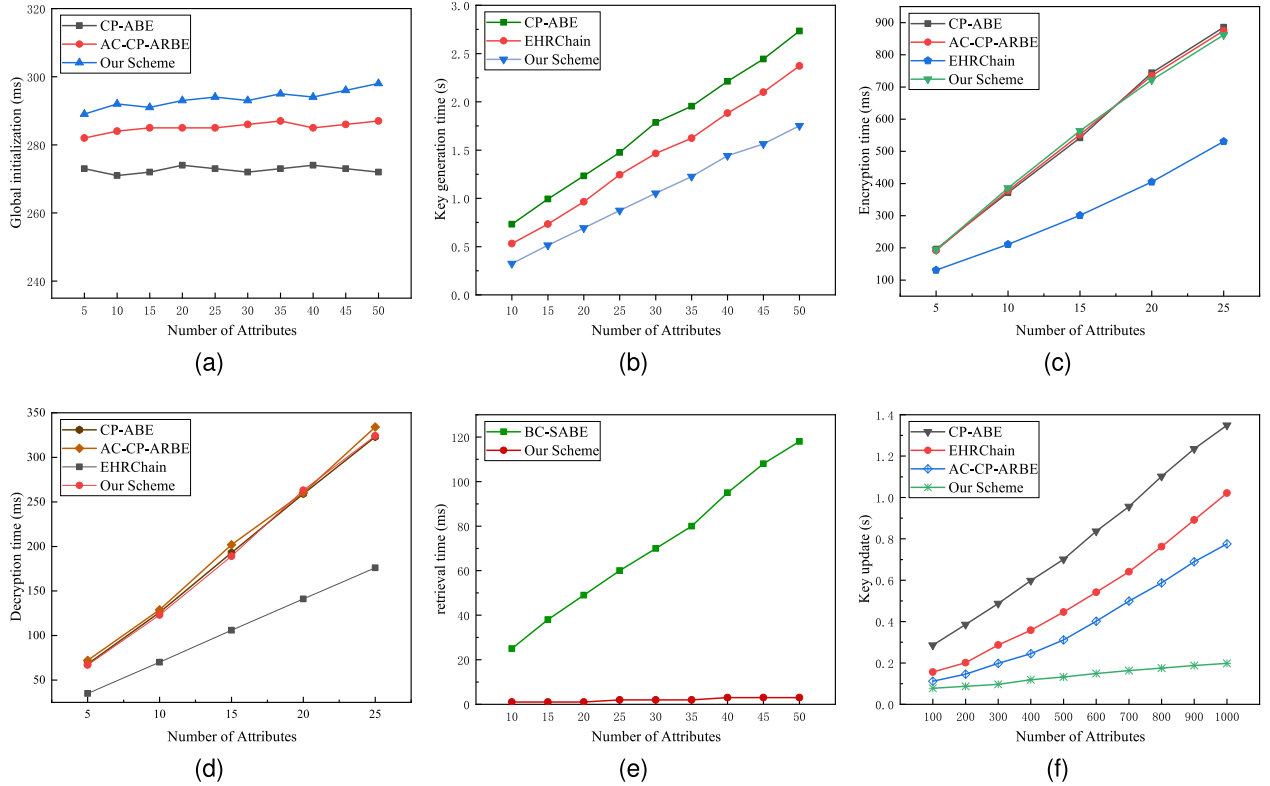 320
300
280
260
240
Global initialization (ms)
CP-ABE
AC-CP-ARBE
Our Scheme
5 10 15 20 25 30 35 40 45 50
Number of Attributes
(a)
3.0
2.5
2.0
1.5
1.0
0.5
0.0
Key generation time (s)
CP-ABE
EHRChain
Our Scheme
10 15 20 25 30 35 40 45 50
Number of Attributes
(b)
900
800
700
600
500
400
300
200
100
Encryption time (ms)
CP-ABE
AC-CP-ARBE
EHRChain
Our Scheme
5 10 15 20 25
Number of Attributes
(c)
350
300
250
200
150
100
50
Decryption time (ms)
CP-ABE
AC-CP-ARBE
EHRChain
Our Scheme
5 10 15 20 25
Number of Attributes
(d)
120
100
80
60
40
20
0
retrieval time (ms)
BC-SABE
Our Scheme
10 15 20 25 30 35 40 45 50
Number of Attributes
(e)
1.4
1.2
1.0
0.8
0.6
0.4
0.2
0.0
Key update (s)
CP-ABE
EHRChain
AC-CP-ARBE
Our Scheme
100 200 300 400 500 600 700 800 900 1000
Number of Attributes
(f)